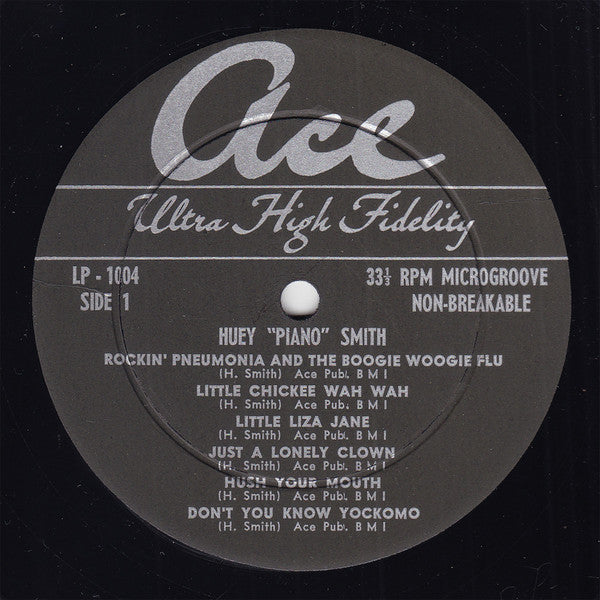 Ace
Ultra High Fidelity
LP - 1004
33⅓ RPM MICROGROOVE
SIDE 1
NON-BREAKABLE
HUEY "PIANO" SMITH
ROCKIN' PNEUMONIA AND THE BOOGIE WOOGIE FLU
(H. Smith) Ace Pub. B M I
LITTLE CHICKEE WAH WAH
(H. Smith) Ace Pub. B M I
LITTLE LIZA JANE
(H. Smith) Ace Pub. B M I
JUST A LONELY CLOWN
(H. Smith) Ace Pub. B M I
HUSH YOUR MOUTH
(H. Smith) Ace Pub. B M I
DON'T YOU KNOW YOCKOMO
(H. Smith) Ace Pub. B M I